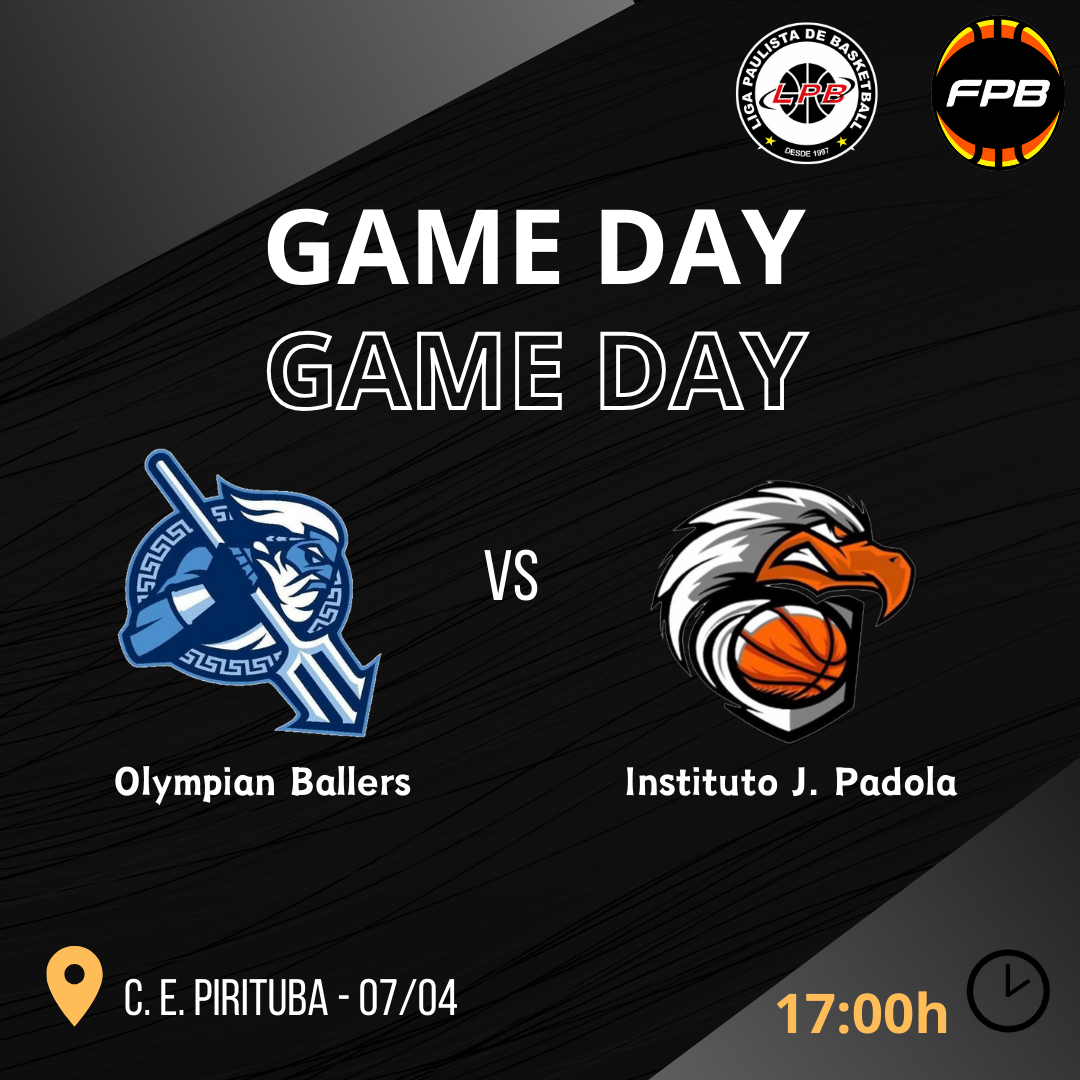 LIGA PAULISTA DE BASKETBALL
LPB
DESDE 1997
FPB
GAME DAY
GAME DAY
VS
Olympian Ballers
Instituto J. Padola
C. E. PIRITUBA - 07/04
17:00h